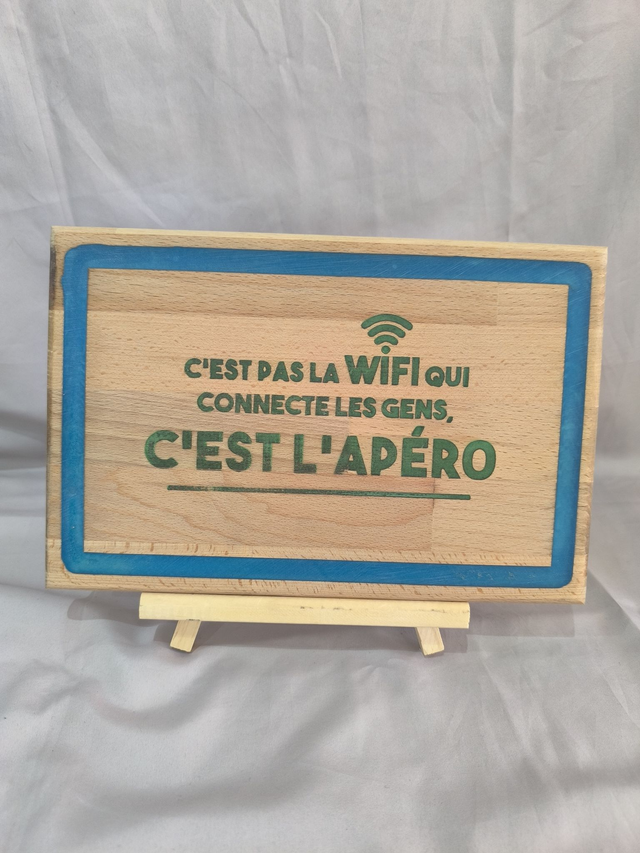 C'EST PAS LA WiFI QUI
CONNECTE LES GENS,
C'EST L'APÉRO